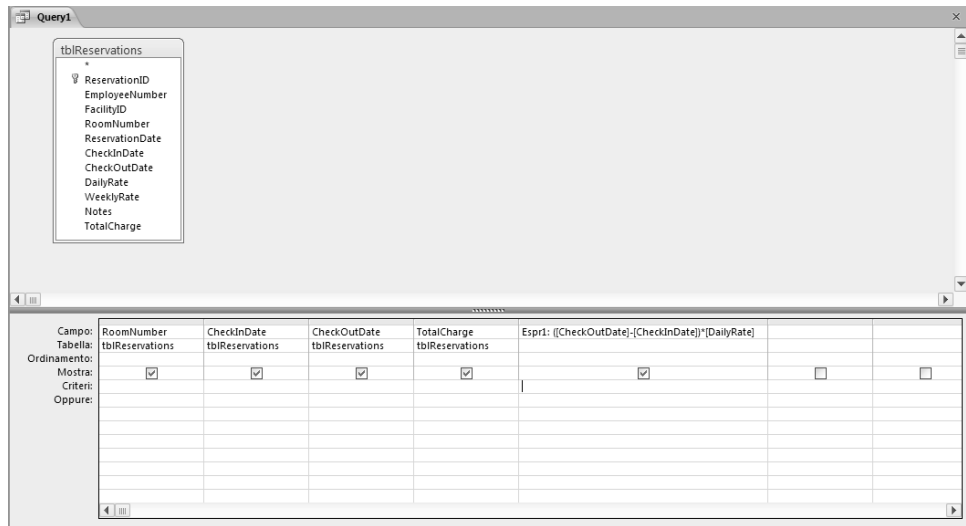 Query1
tblReservations
*
ReservationID
EmployeeNumber
FacilityID
RoomNumber
ReservationDate
CheckInDate
CheckOutDate
DailyRate
WeeklyRate
Notes
TotalCharge
Campo: RoomNumber CheckInDate CheckOutDate TotalCharge Espr1: ([CheckOutDate]-[CheckInDate])*[DailyRate]
Tabella: tblReservations tblReservations tblReservations tblReservations
Ordinamento:
Mostra:
Criteri:
Oppure: